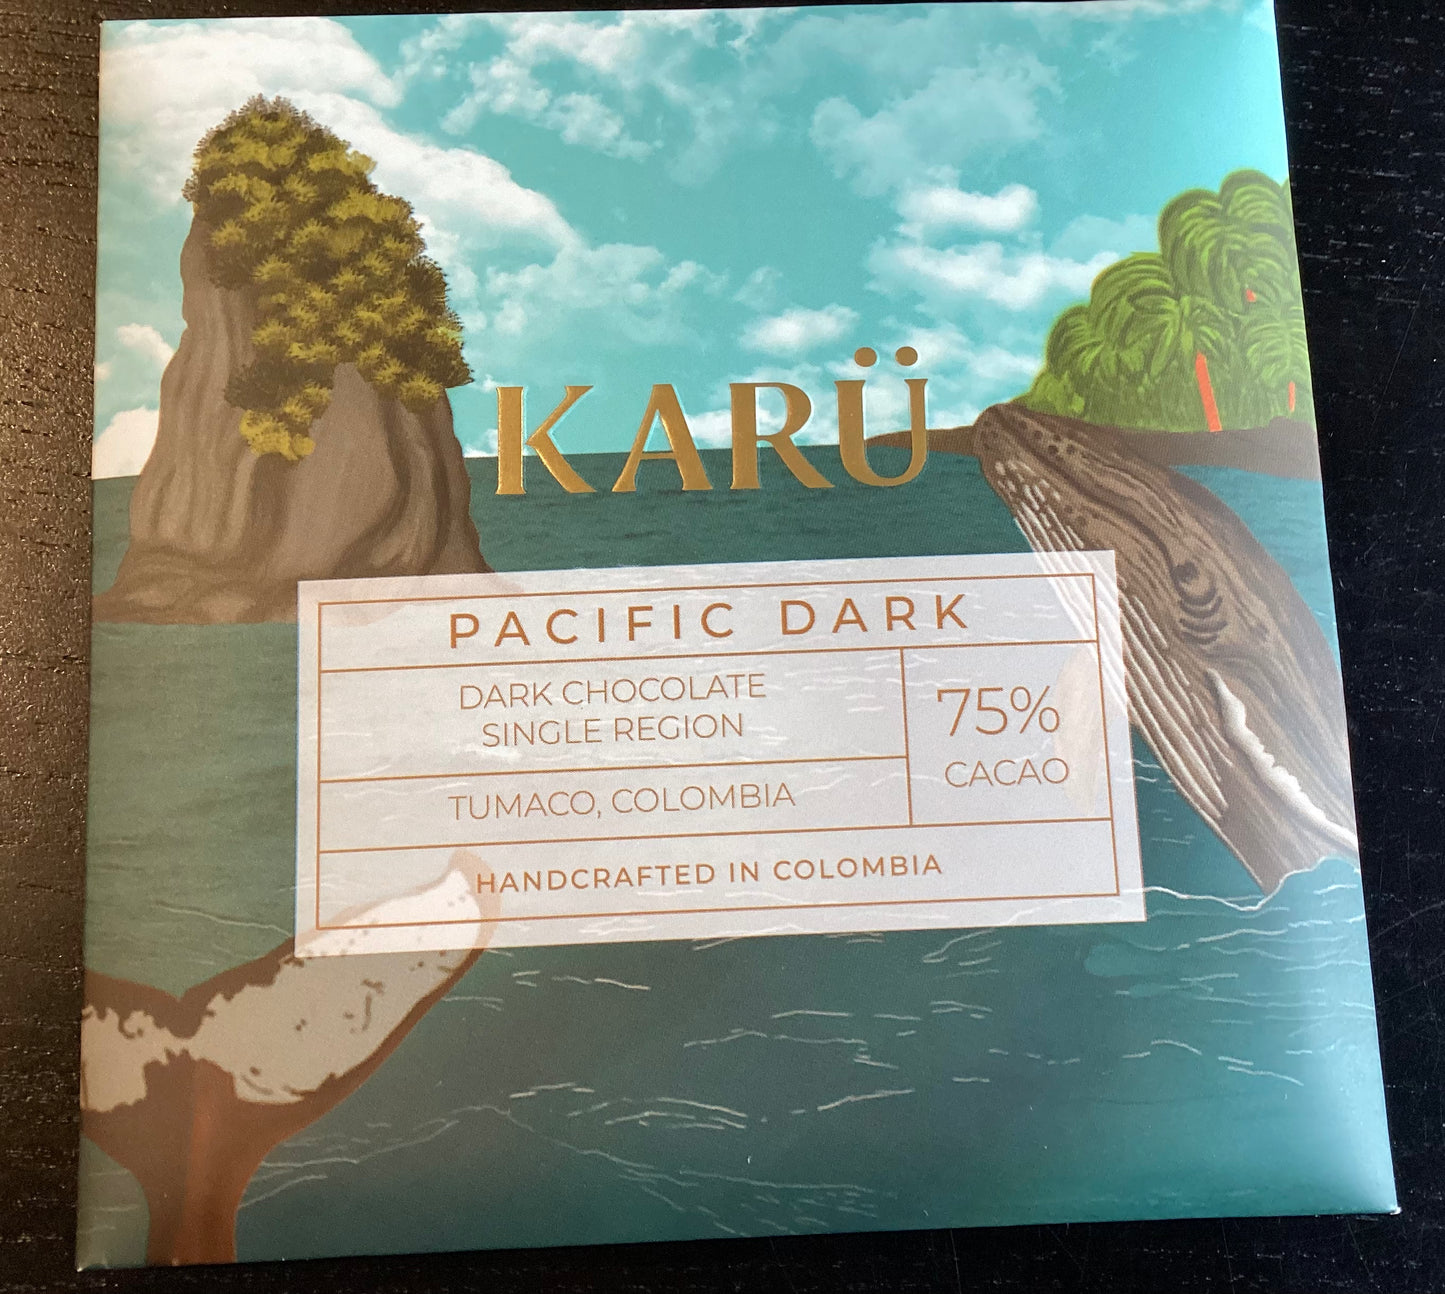 KARÜ
PACIFIC DARK
DARK CHOCOLATE
SINGLE REGION
75%
CACAO
TUMACO, COLOMBIA
HANDCRAFTED IN COLOMBIA